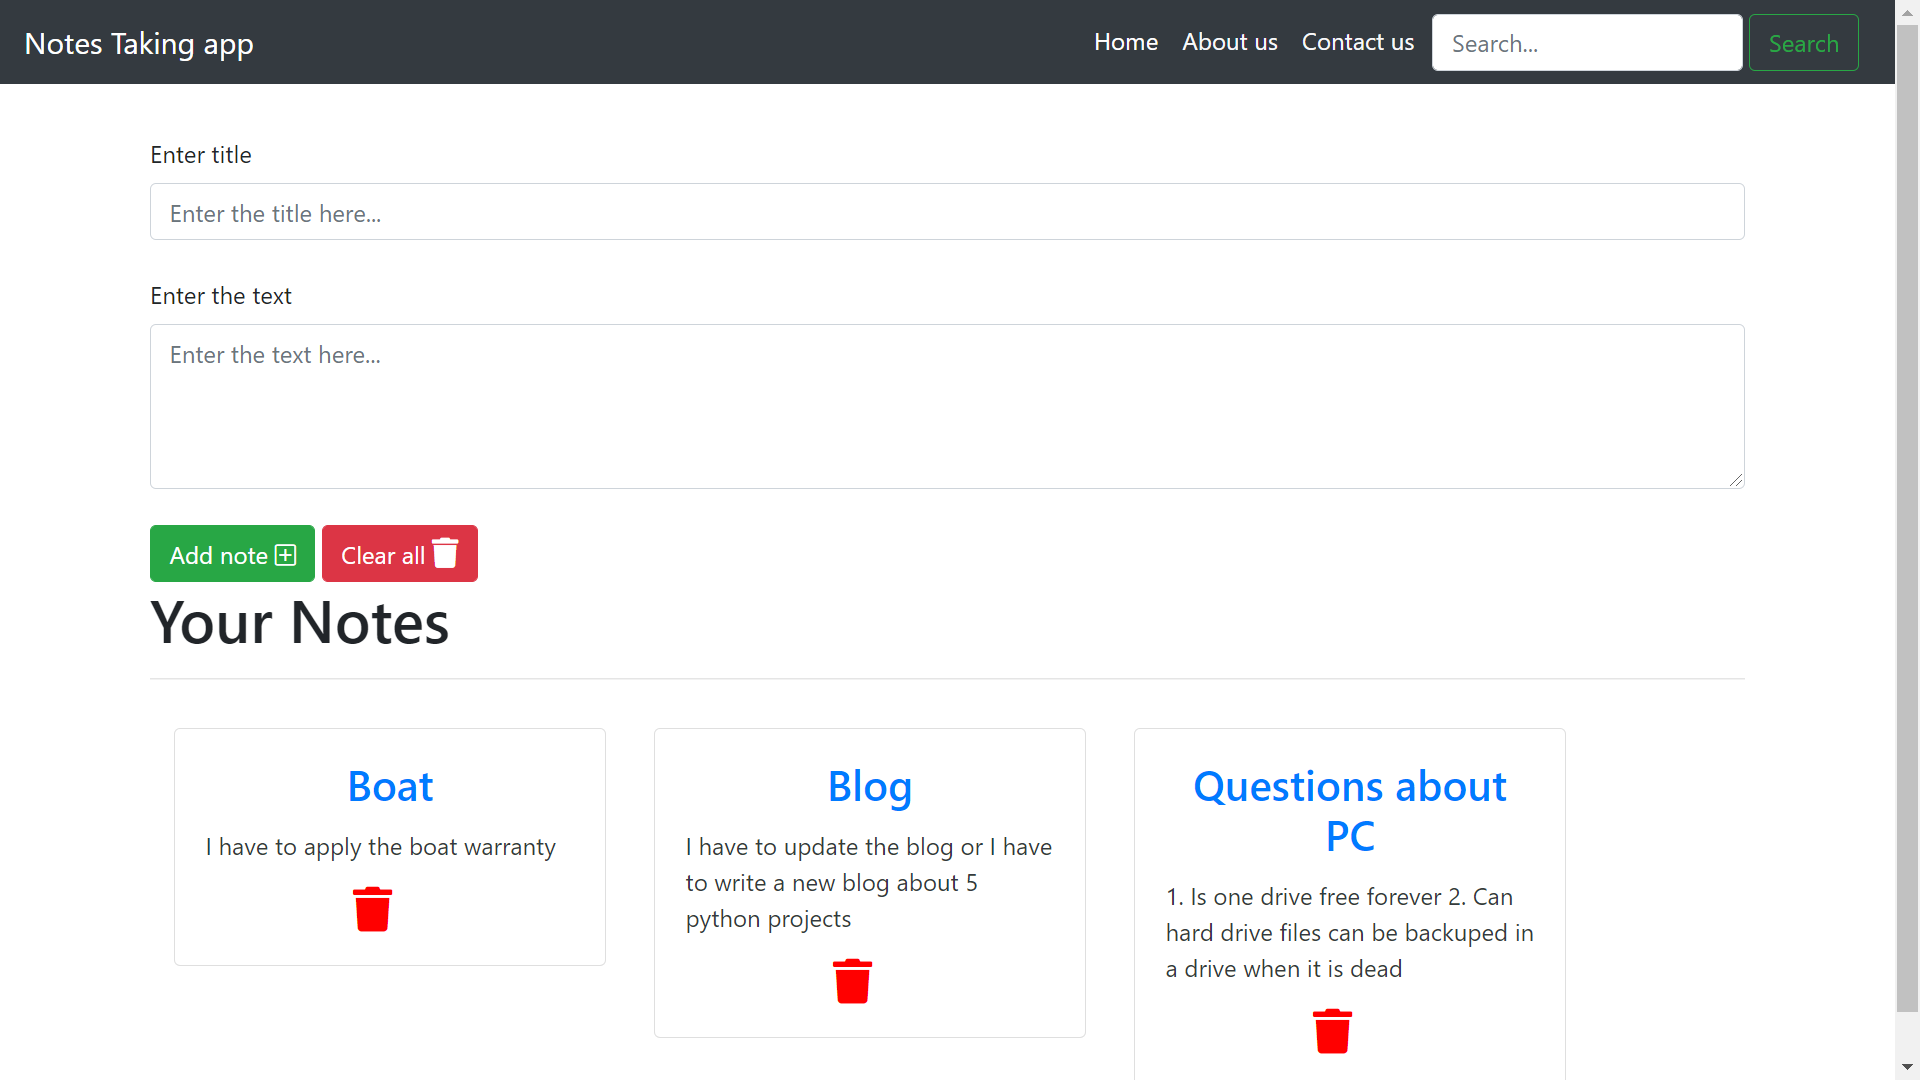 Notes Taking app
Home
About us
Contact us
Search...
Search
Enter title
Enter the title here...
Enter the text
Enter the text here...
Add note
Clear all
Your Notes
Boat
I have to apply the boat warranty
Blog
I have to update the blog or I have
to write a new blog about 5
python projects
Questions about
PC
1. Is one drive free forever 2. Can
hard drive files can be backuped in
a drive when it is dead